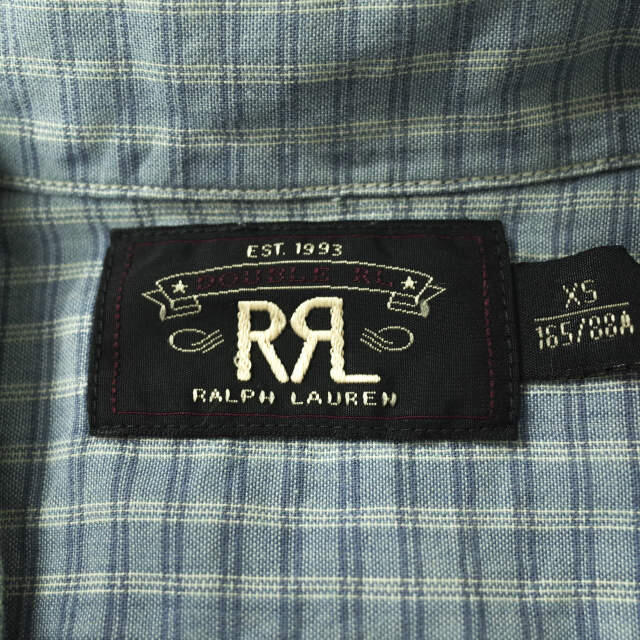 EST. 1993
DOUBLE RL
RRL
RALPH LAUREN
XS
165/88A